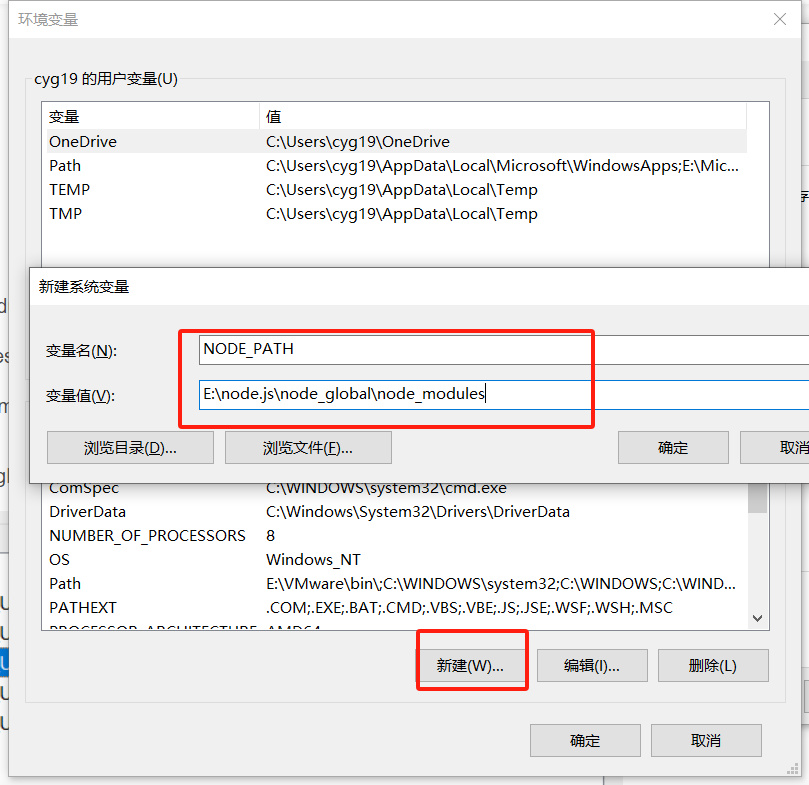 环境变量
cyg19 的用户变量(U)
变量 值
OneDrive C:\Users\cyg19\OneDrive
Path C:\Users\cyg19\AppData\Local\Microsoft\WindowsApps;E:\Mic...
TEMP C:\Users\cyg19\AppData\Local\Temp
TMP C:\Users\cyg19\AppData\Local\Temp
新建系统变量
变量名(N): NODE_PATH
变量值(V): E:\node.js\node_global\node_modules
浏览目录(D)... 浏览文件(F)... 确定 取消
ComSpec C:\WINDOWS\system32\cmd.exe
DriverData C:\Windows\System32\Drivers\DriverData
NUMBER_OF_PROCESSORS 8
OS Windows_NT
Path E:\VMware\bin\;C:\WINDOWS\system32;C:\WINDOWS;C:\WIND...
PATHEXT .COM;.EXE;.BAT;.CMD;.VBS;.VBE;.JS;.JSE;.WSF;.WSH;.MSC
PROCESSOR_ARCHITECTURE AMD64
新建(W)... 编辑(I)... 删除(L)
确定 取消